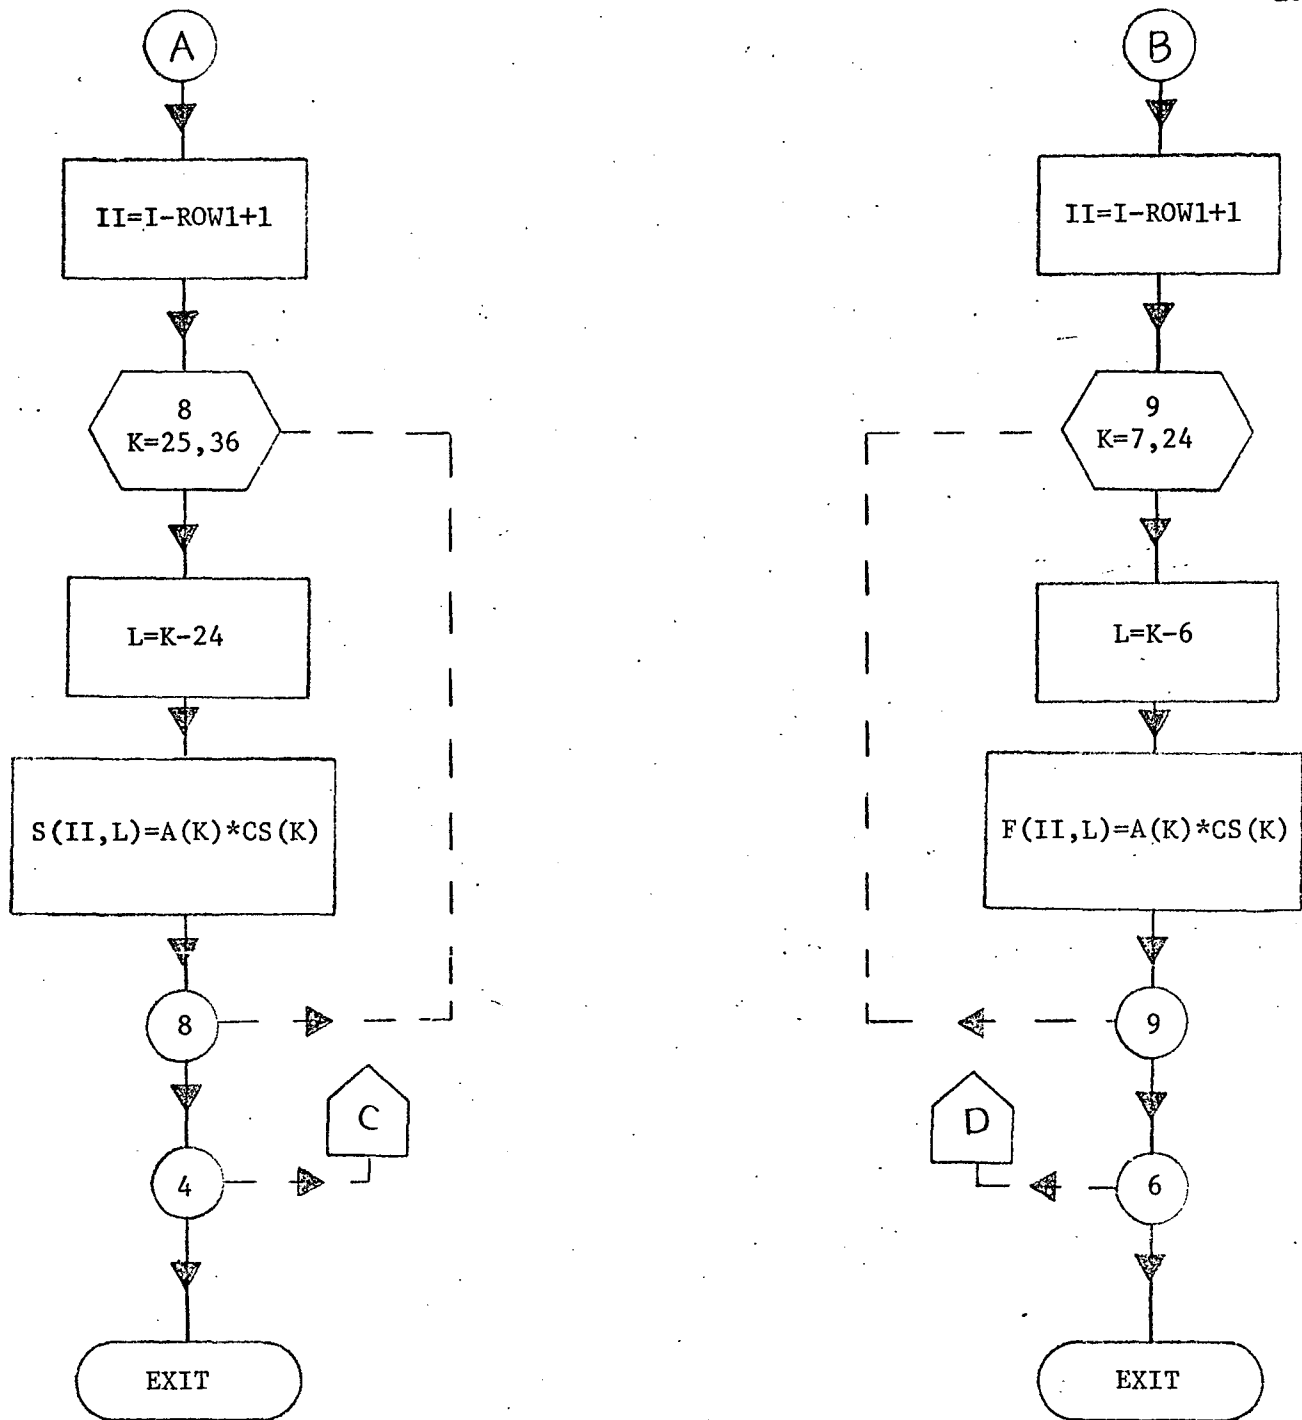 A
II=I-ROW1+1
8
K=25,36
L=K-24
S(II,L)=A(K)*CS(K)
8
C
4
EXIT
B
II=I-ROW1+1
9
K=7,24
L=K-6
F(II,L)=A(K)*CS(K)
9
D
6
EXIT